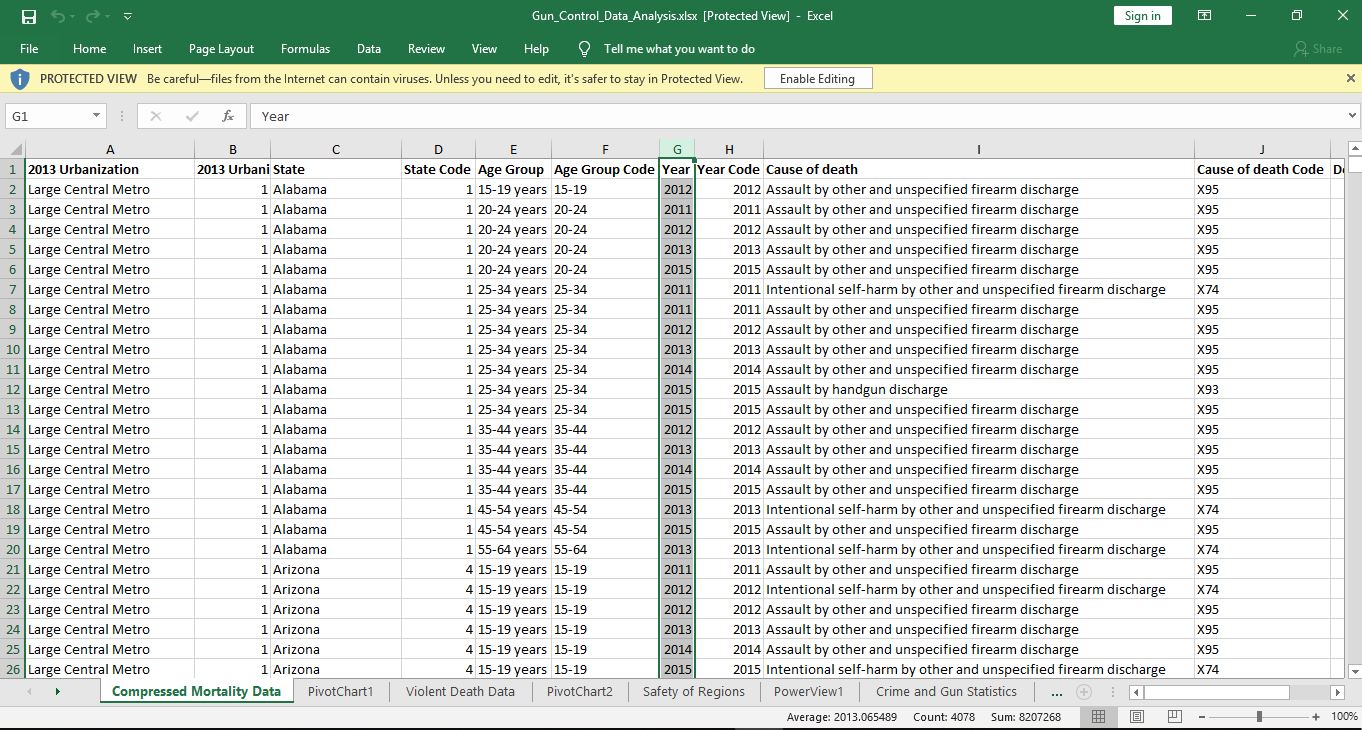 Gun_Control_Data_Analysis.xlsx [Protected View] - Excel
Sign in
File Home Insert Page Layout Formulas Data Review View Help Tell me what you want to do Share
PROTECTED VIEW Be careful—files from the Internet can contain viruses. Unless you need to edit, it's safer to stay in Protected View. Enable Editing
G1 fx Year
A B C D E F G H I J
1 2013 Urbanization 2013 Urbani State State Code Age Group Age Group Code Year Year Code Cause of death Cause of death Code
2 Large Central Metro 1 Alabama 1 15-19 years 15-19 2012 2012 Assault by other and unspecified firearm discharge X95
3 Large Central Metro 1 Alabama 1 20-24 years 20-24 2011 2011 Assault by other and unspecified firearm discharge X95
4 Large Central Metro 1 Alabama 1 20-24 years 20-24 2012 2012 Assault by other and unspecified firearm discharge X95
5 Large Central Metro 1 Alabama 1 20-24 years 20-24 2013 2013 Assault by other and unspecified firearm discharge X95
6 Large Central Metro 1 Alabama 1 20-24 years 20-24 2015 2015 Assault by other and unspecified firearm discharge X95
7 Large Central Metro 1 Alabama 1 25-34 years 25-34 2011 2011 Intentional self-harm by other and unspecified firearm discharge X74
8 Large Central Metro 1 Alabama 1 25-34 years 25-34 2011 2011 Assault by other and unspecified firearm discharge X95
9 Large Central Metro 1 Alabama 1 25-34 years 25-34 2012 2012 Assault by other and unspecified firearm discharge X95
10 Large Central Metro 1 Alabama 1 25-34 years 25-34 2013 2013 Assault by other and unspecified firearm discharge X95
11 Large Central Metro 1 Alabama 1 25-34 years 25-34 2014 2014 Assault by other and unspecified firearm discharge X95
12 Large Central Metro 1 Alabama 1 25-34 years 25-34 2015 2015 Assault by handgun discharge X93
13 Large Central Metro 1 Alabama 1 25-34 years 25-34 2015 2015 Assault by other and unspecified firearm discharge X95
14 Large Central Metro 1 Alabama 1 35-44 years 35-44 2012 2012 Assault by other and unspecified firearm discharge X95
15 Large Central Metro 1 Alabama 1 35-44 years 35-44 2013 2013 Assault by other and unspecified firearm discharge X95
16 Large Central Metro 1 Alabama 1 35-44 years 35-44 2014 2014 Assault by other and unspecified firearm discharge X95
17 Large Central Metro 1 Alabama 1 35-44 years 35-44 2015 2015 Assault by other and unspecified firearm discharge X95
18 Large Central Metro 1 Alabama 1 45-54 years 45-54 2013 2013 Intentional self-harm by other and unspecified firearm discharge X74
19 Large Central Metro 1 Alabama 1 45-54 years 45-54 2015 2015 Assault by other and unspecified firearm discharge X95
20 Large Central Metro 1 Alabama 1 55-64 years 55-64 2013 2013 Intentional self-harm by other and unspecified firearm discharge X74
21 Large Central Metro 1 Arizona 4 15-19 years 15-19 2011 2011 Assault by other and unspecified firearm discharge X95
22 Large Central Metro 1 Arizona 4 15-19 years 15-19 2012 2012 Intentional self-harm by other and unspecified firearm discharge X74
23 Large Central Metro 1 Arizona 4 15-19 years 15-19 2012 2012 Assault by other and unspecified firearm discharge X95
24 Large Central Metro 1 Arizona 4 15-19 years 15-19 2013 2013 Assault by other and unspecified firearm discharge X95
25 Large Central Metro 1 Arizona 4 15-19 years 15-19 2014 2014 Assault by other and unspecified firearm discharge X95
26 Large Central Metro 1 Arizona 4 15-19 years 15-19 2015 2015 Intentional self-harm by other and unspecified firearm discharge X74
Compressed Mortality Data PivotChart1 Violent Death Data PivotChart2 Safety of Regions PowerView1 Crime and Gun Statistics ...
Average: 2013.065489 Count: 4078 Sum: 8207268 100%